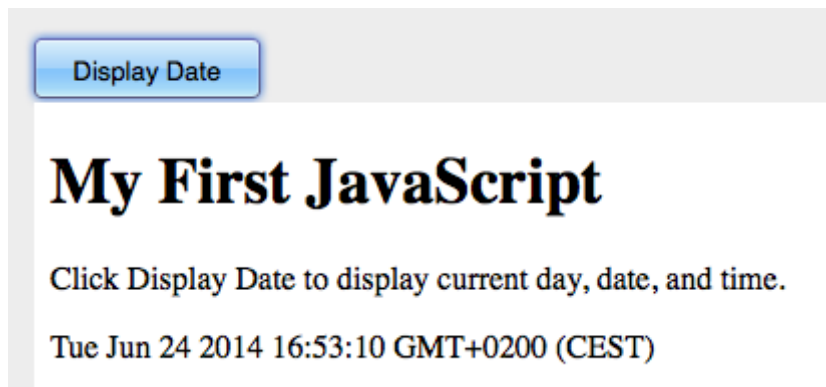 Display Date
My First JavaScript
Click Display Date to display current day, date, and time.
Tue Jun 24 2014 16:53:10 GMT+0200 (CEST)